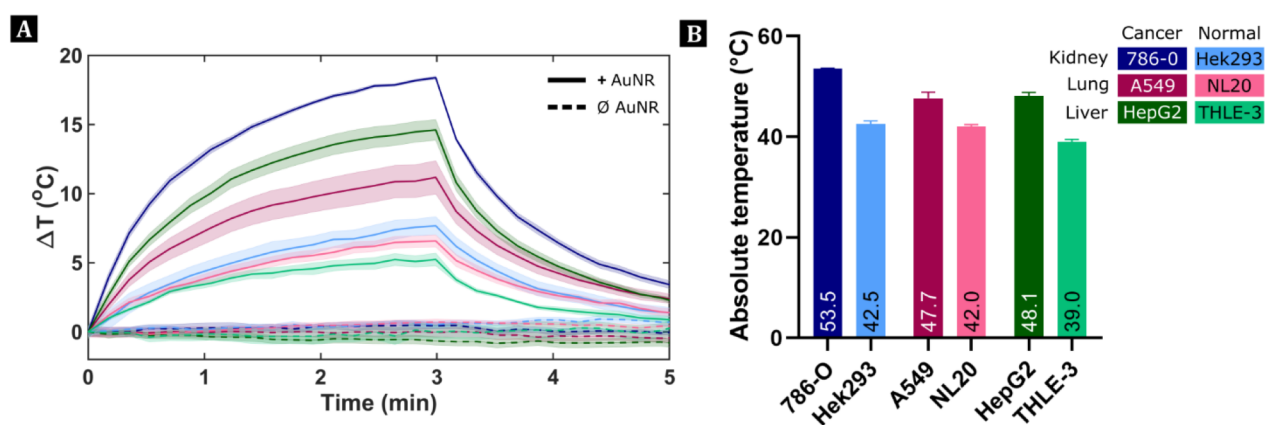 A
20
15
10
5
0
ΔT (°C)
+ AuNR
Ø AuNR
0 1 2 3 4 5
Time (min)
B
60
40
20
0
Absolute temperature (°C)
Cancer Normal
Kidney 786-0 Hek293
Lung A549 NL20
Liver HepG2 THLE-3
53.5 42.5 47.7 42.0 48.1 39.0
786-O Hek293 A549 NL20 HepG2 THLE-3